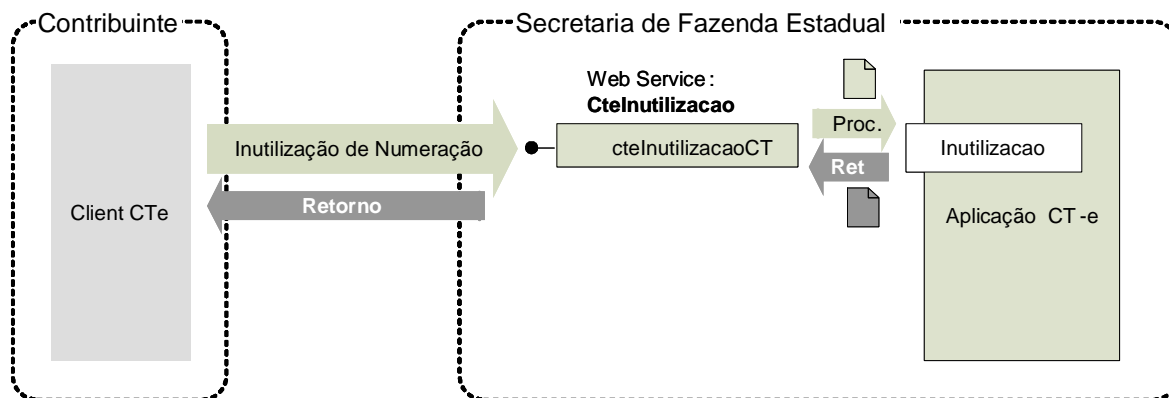 Contribuinte
Secretaria de Fazenda Estadual
Web Service :
CteInutilizacao
Proc.
Inutilização de Numeração
cteInutilizacaoCT
Inutilizacao
Ret
Retorno
Client CTe
Aplicação CT -e